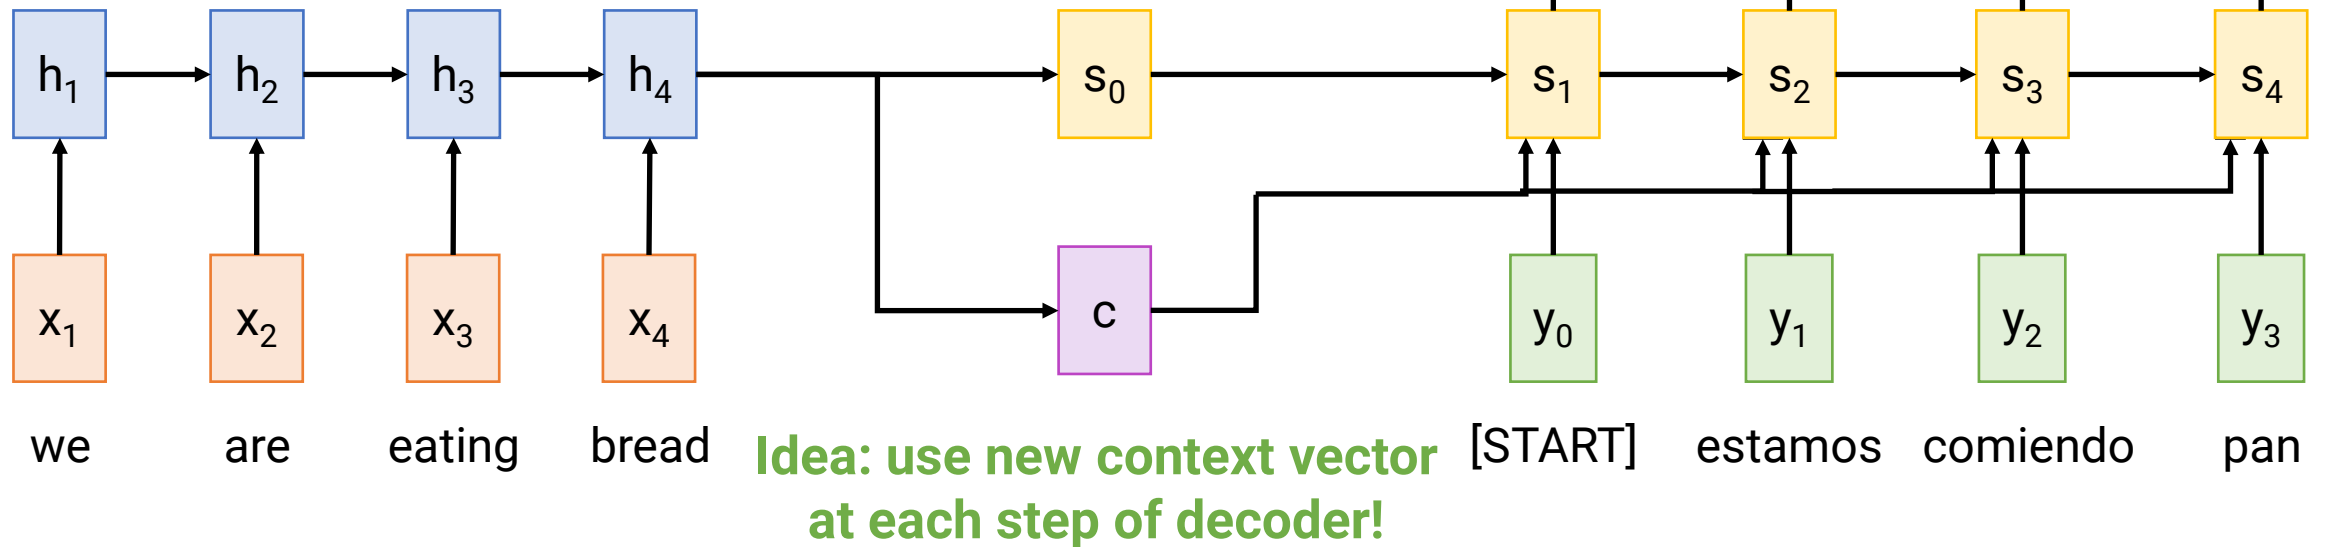 h1 h2 h3 h4 s0 s1 s2 s3 s4
x1 x2 x3 x4 c y0 y1 y2 y3
we are eating bread [START] estamos comiendo pan
Idea: use new context vector
at each step of decoder!